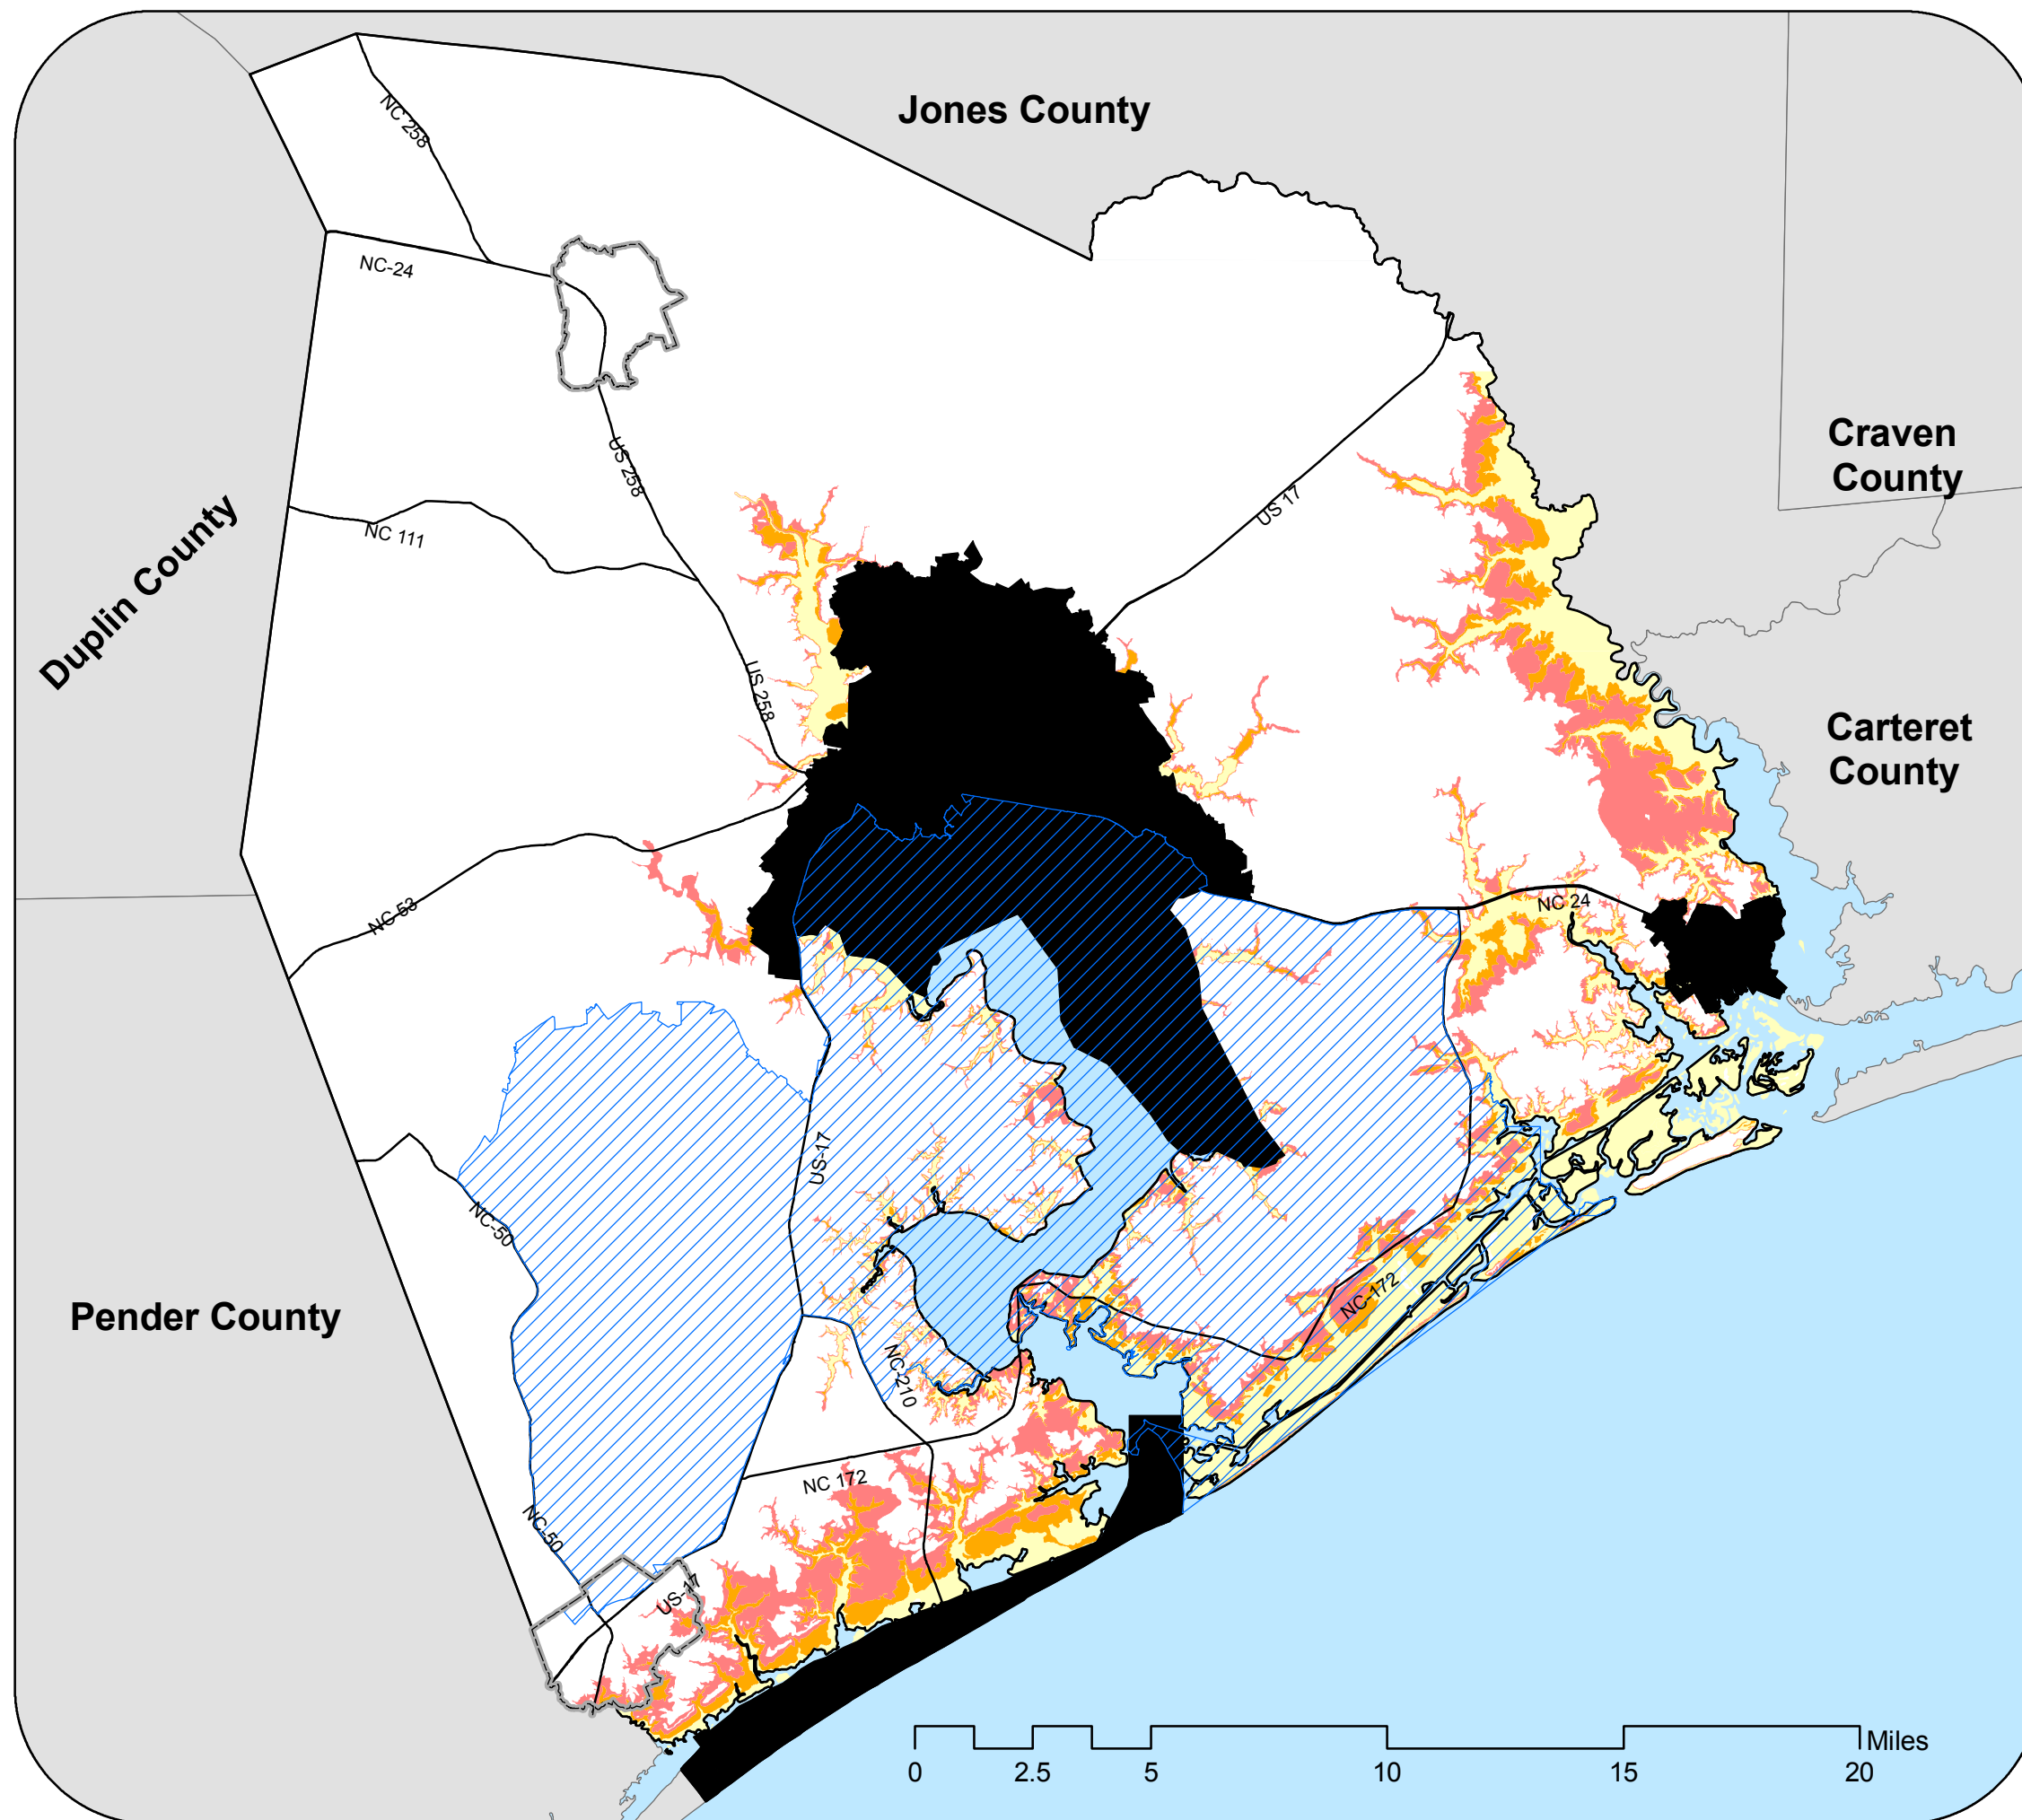 Jones County
NC 258
NC-24
Craven
County
US 258
US 17
NC 111
Duplin County
US 258
Carteret
County
NC 53
NC 24
US-17
NC-50
Pender County
NC-172
NC-210
NC 172
NC-50
US-17
Miles
0 2.5 5 10 15 20